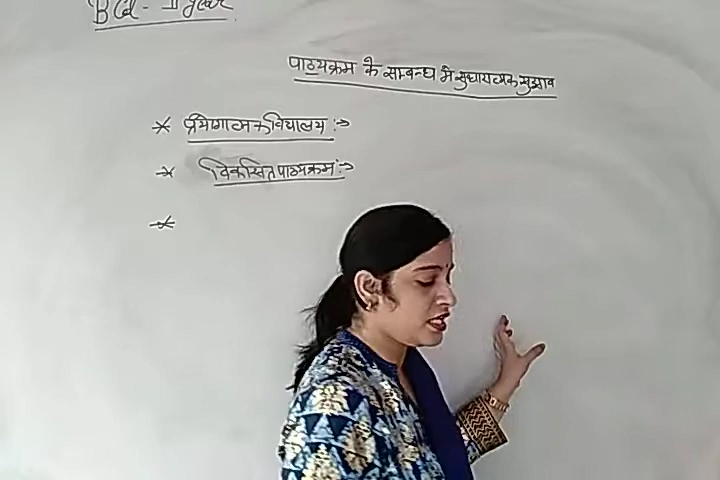 B Ed - II year
पाठ्यक्रम के सम्बन्ध मे सुधारात्मक सुझाव
* प्रयोगात्मक विद्यालय :->
* विकसित पाठ्यक्रम :->
*